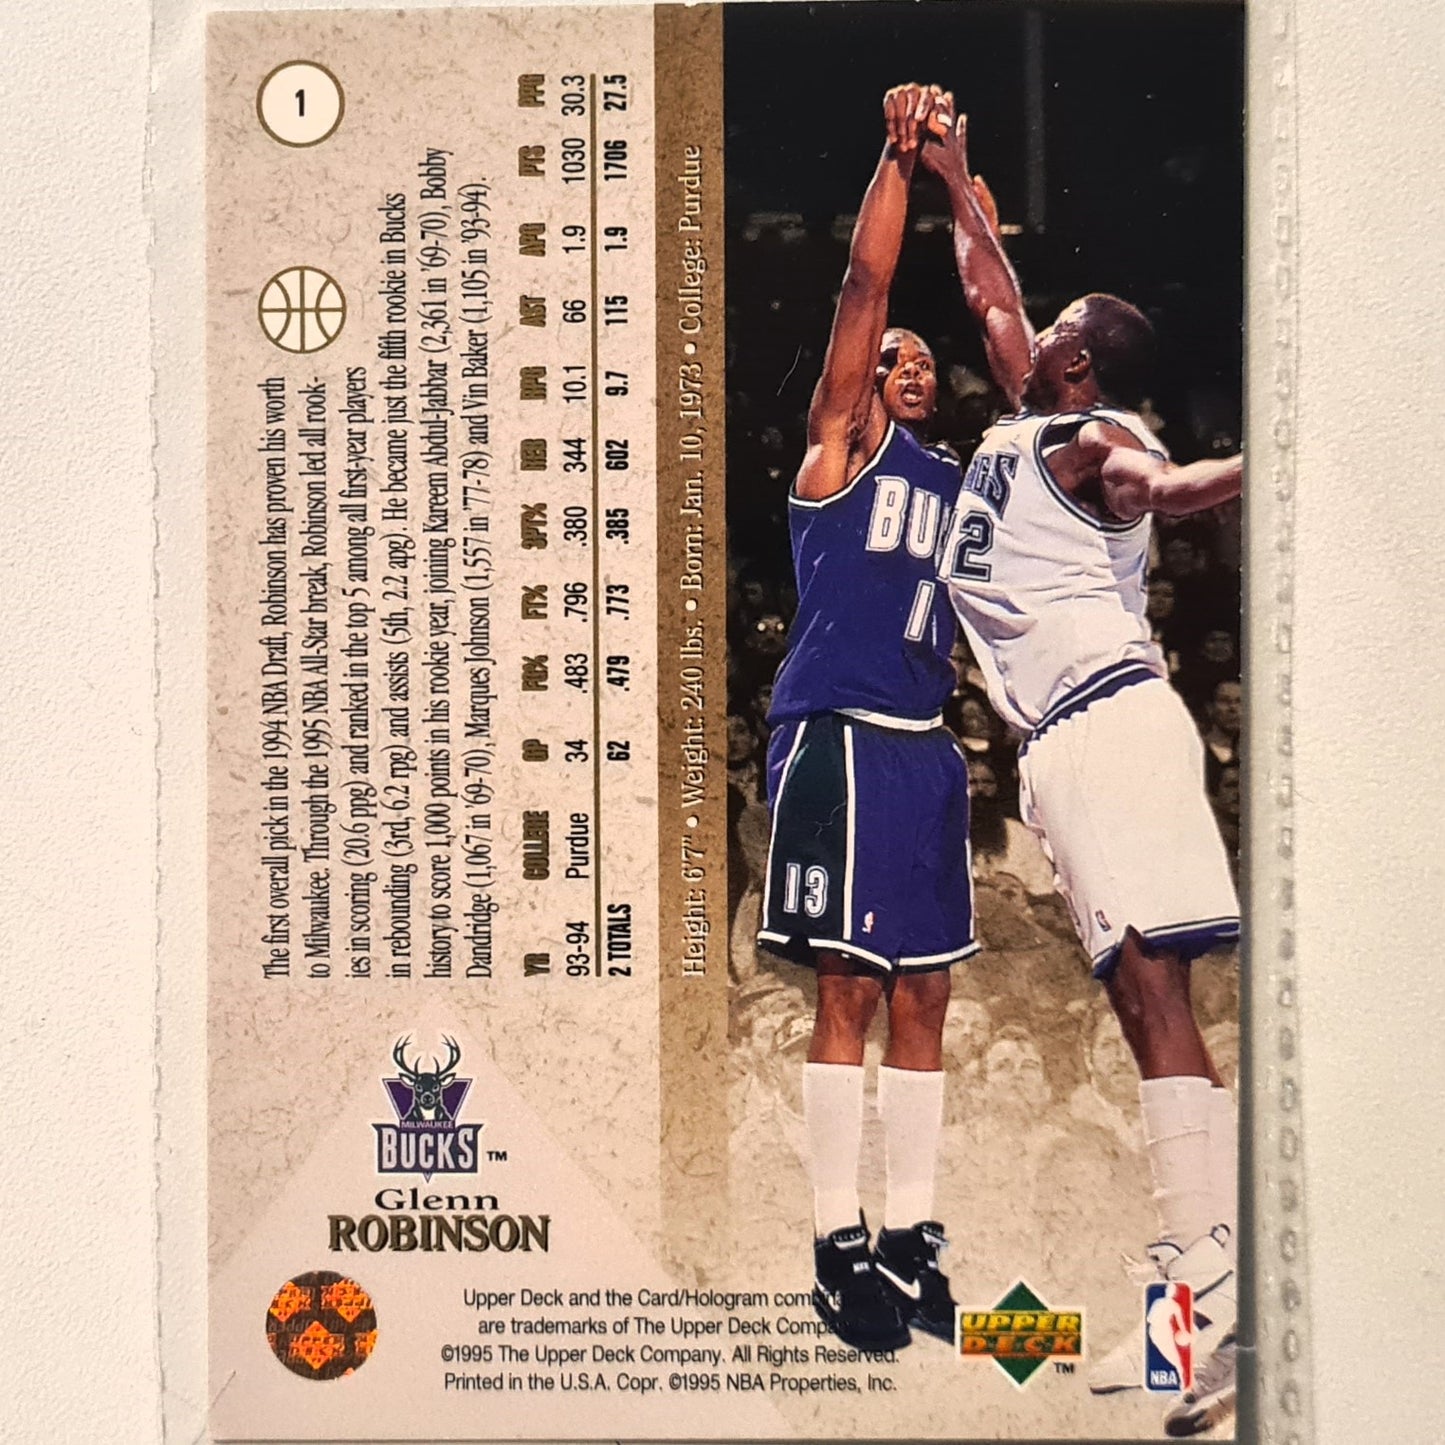 1
The first overall pick in the 1994 NBA Draft, Robinson has proven his worth
to Milwaukee. Through the 1995 NBA All-Star break, Robinson led all rook-
ies in scoring (20.6 ppg) and ranked in the top 5 among all first-year players
in rebounding (3rd, 6.2 rpg) and assists (5th, 2.2 apg). He became just the fifth rookie in Bucks
history to score 1,000 points in his rookie year, joining Kareem Abdul-Jabbar (2,361 in '69-70), Bobby
Dandridge (1,067 in '69-70), Marques Johnson (1,557 in '77-78) and Vin Baker (1,105 in '93-94).
YR COLLEGE GP FG% FT% 3PT% REB RPG AST APG PTS PPG
93-94 Purdue 34 .483 .796 .380 344 10.1 66 1.9 1030 30.3
2 TOTALS 62 .479 .773 .385 602 9.7 115 1.9 1706 27.5
Height: 6'7" • Weight: 240 lbs. • Born: Jan. 10, 1973 • College: Purdue
MILWAUKEE
BUCKS TM
Glenn
ROBINSON
BU
1
13
ES
2
Upper Deck and the Card/Hologram
are trademarks of The Upper Deck
©1995 The Upper Deck Company. All Rights Reserved.
Printed in the U.S.A. Copr. ©1995 NBA Properties, Inc.
UPPER
DECK
TM
NBA